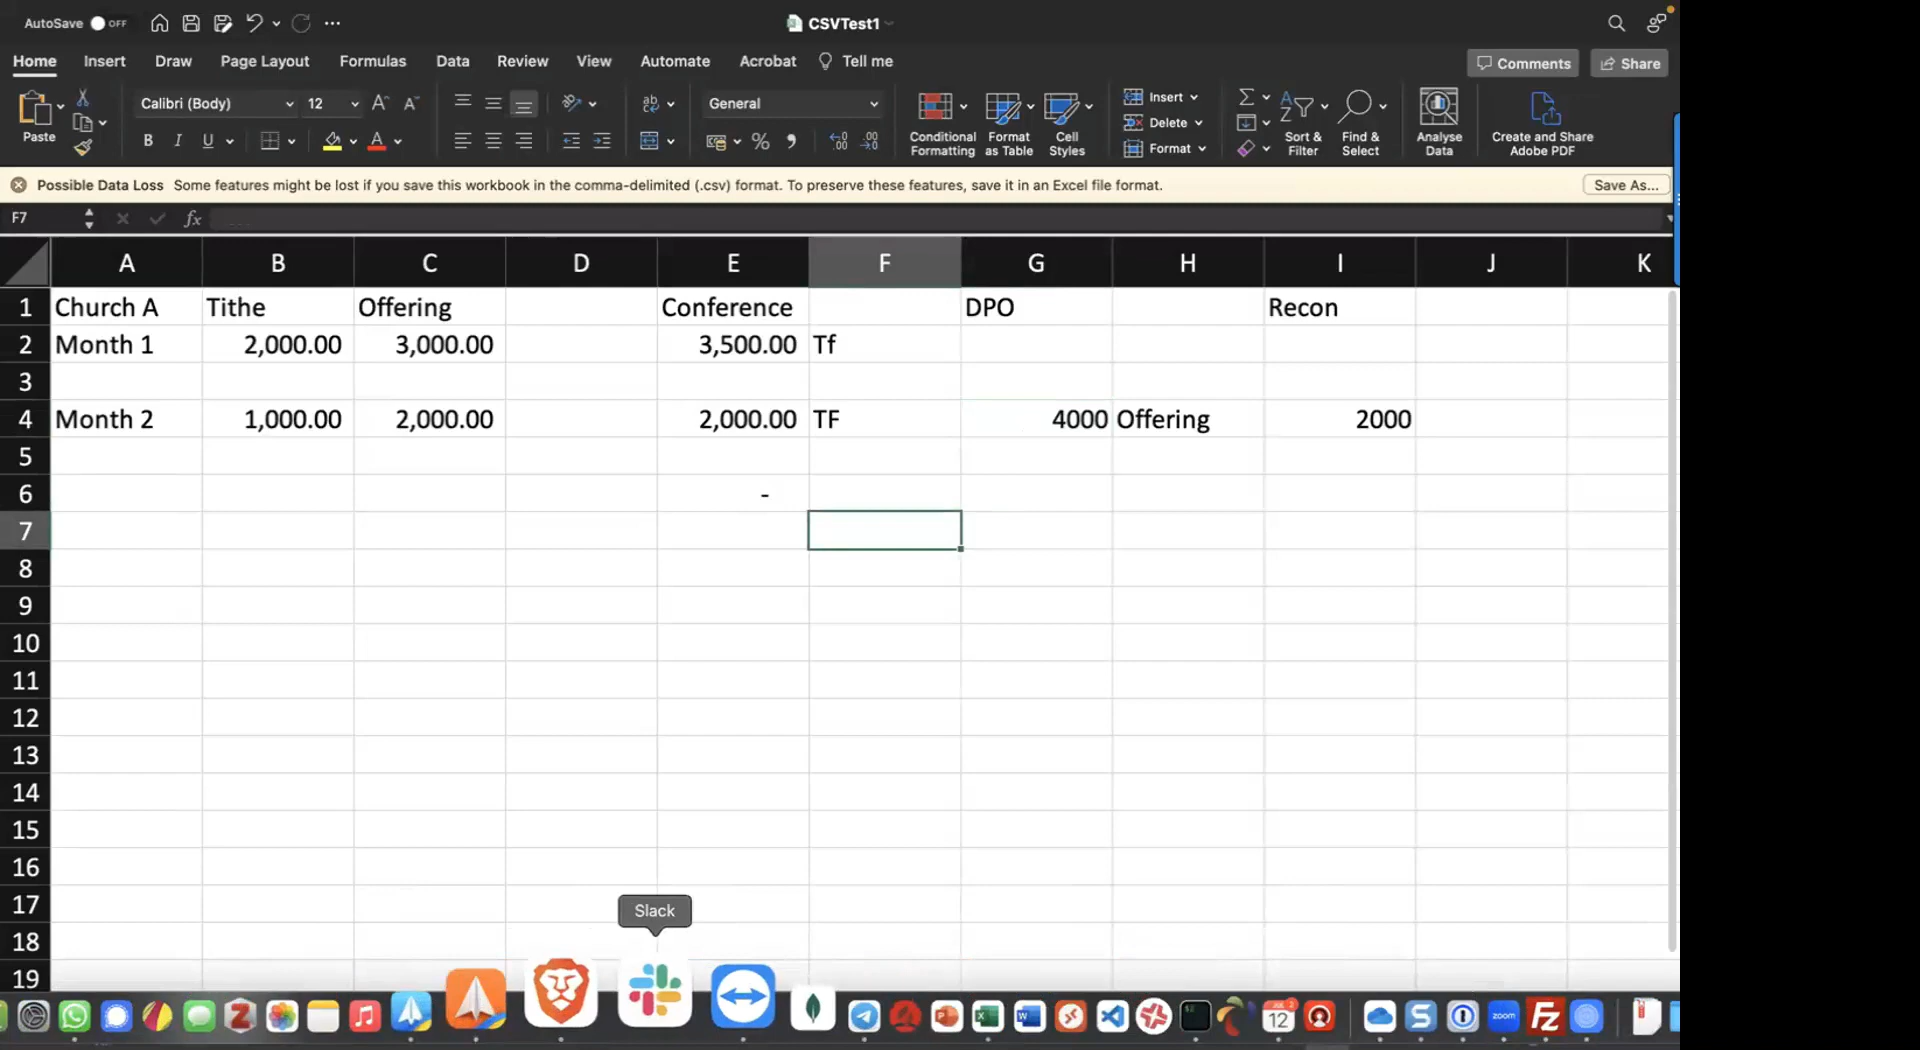 AutoSave OFF CSVTest1
Home Insert Draw Page Layout Formulas Data Review View Automate Acrobat Tell me Comments Share
Paste Calibri (Body) 12 General Conditional Formatting Format as Table Cell Styles Insert Delete Format Sort & Filter Find & Select Analyse Data Create and Share Adobe PDF
Possible Data Loss Some features might be lost if you save this workbook in the comma-delimited (.csv) format. To preserve these features, save it in an Excel file format. Save As...
F7 fx
A B C D E F G H I J K
1 Church A Tithe Offering Conference DPO Recon
2 Month 1 2,000.00 3,000.00 3,500.00 Tf
3
4 Month 2 1,000.00 2,000.00 2,000.00 TF 4000 Offering 2000
5
6 -
7
8
9
10
11
12
13
14
15
16
17
Slack
18
19
JUL 12 zoom Fz